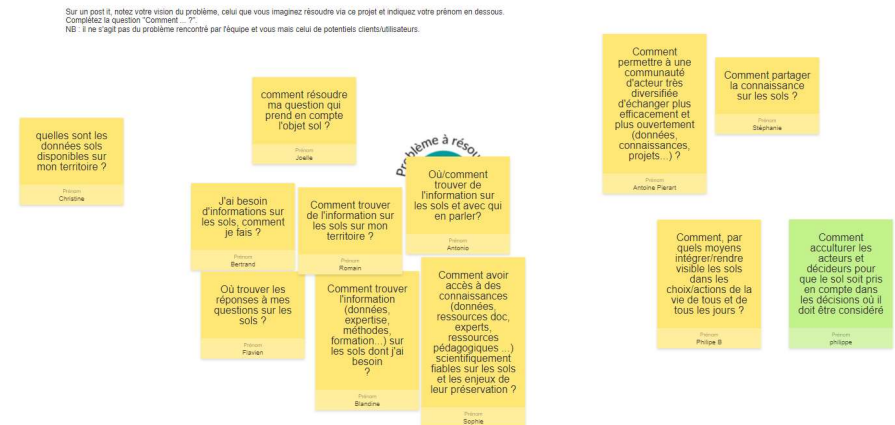 Sur un post it, notez votre vision du problème, celui que vous imaginez résoudre via ce projet et indiquez votre prénom en dessous.
Complétez la question "Comment ... ?".
NB : il ne s'agit pas du problème rencontré par l'équipe et vous mais celui de potentiels clients/utilisateurs.
quelles sont les
données sols
disponibles sur
mon territoire ?
Prénom
Christine
comment résoudre
ma question qui
prend en compte
l'objet sol ?
Prénom
Joelle
Problème à réso
Où/comment
trouver de
l'information sur
les sols et avec qui
en parler?
Prénom
Antonio
J'ai besoin
d'informations sur
les sols, comment
je fais ?
Prénom
Bertrand
Comment trouver
de l'information sur
les sols sur mon
territoire ?
Prénom
Romain
Où trouver les
réponses à mes
questions sur les
sols ?
Prénom
Flavien
Comment trouver
l'information
(données,
expertise,
méthodes,
formation...) sur
les sols dont j'ai
besoin
?
Prénom
Blandine
Comment avoir
accès à des
connaissances
(données,
ressources doc,
experts,
ressources
pédagogiques ...)
scientifiquement
fiables sur les sols
et les enjeux de
leur préservation ?
Prénom
Sophie
Comment
permettre à une
communauté
d'acteur très
diversifiée
d'échanger plus
efficacement et
plus ouvertement
(données,
connaissances,
projets...) ?
Prénom
Antoine Pierart
Comment partager
la connaissance
sur les sols ?
Prénom
Stéphanie
Comment, par
quels moyens
intégrer/rendre
visible les sols
dans les
choix/actions de la
vie de tous et de
tous les jours ?
Prénom
Philipe B
Comment
acculturer les
acteurs et
décideurs pour
que le sol soit pris
en compte dans
les décisions où il
doit être considéré
Prénom
philippe